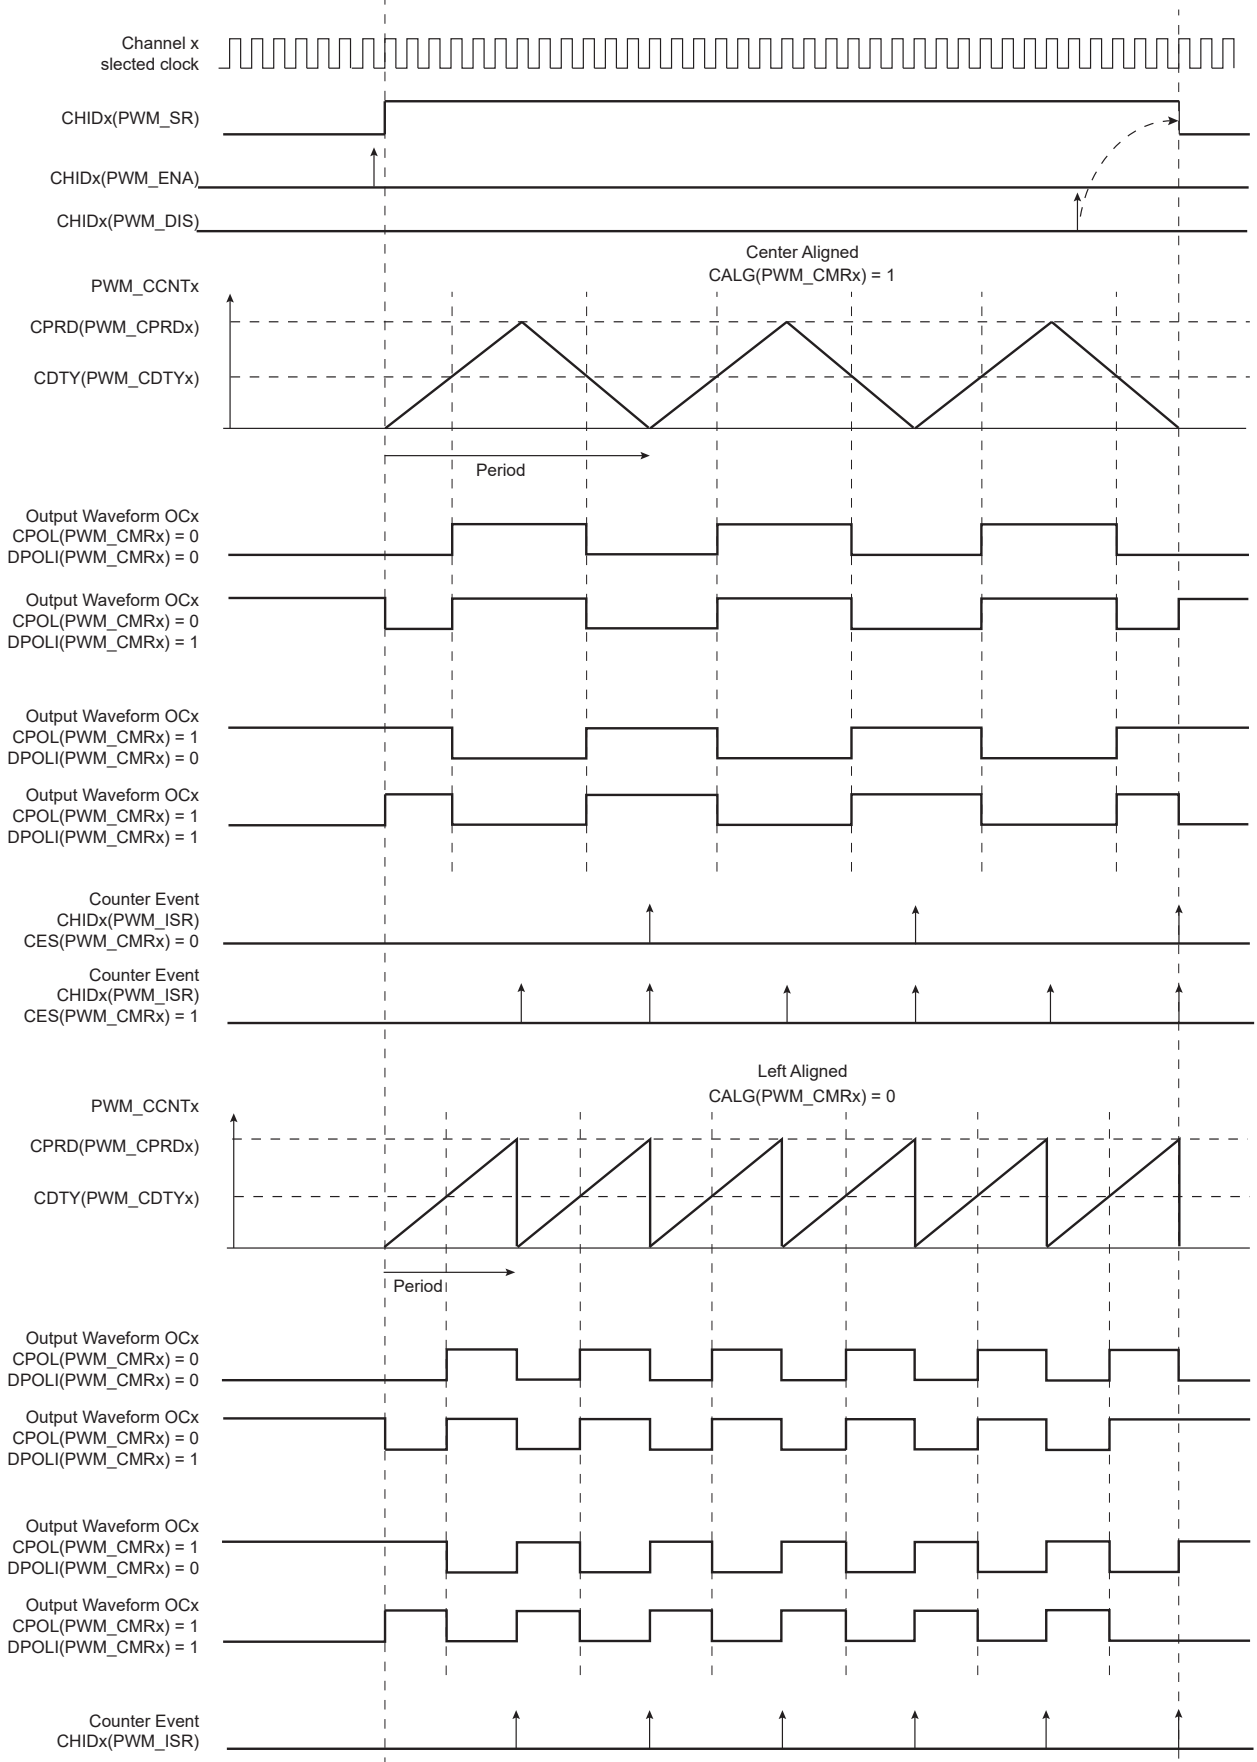 Channel x
slected clock
CHIDx(PWM_SR)
CHIDx(PWM_ENA)
CHIDx(PWM_DIS)
Center Aligned
CALG(PWM_CMRx) = 1
PWM_CCNTx
CPRD(PWM_CPRDx)
CDTY(PWM_CDTYx)
Period
Output Waveform OCx
CPOL(PWM_CMRx) = 0
DPOLI(PWM_CMRx) = 0
Output Waveform OCx
CPOL(PWM_CMRx) = 0
DPOLI(PWM_CMRx) = 1
Output Waveform OCx
CPOL(PWM_CMRx) = 1
DPOLI(PWM_CMRx) = 0
Output Waveform OCx
CPOL(PWM_CMRx) = 1
DPOLI(PWM_CMRx) = 1
Counter Event
CHIDx(PWM_ISR)
CES(PWM_CMRx) = 0
Counter Event
CHIDx(PWM_ISR)
CES(PWM_CMRx) = 1
Left Aligned
CALG(PWM_CMRx) = 0
PWM_CCNTx
CPRD(PWM_CPRDx)
CDTY(PWM_CDTYx)
Period
Output Waveform OCx
CPOL(PWM_CMRx) = 0
DPOLI(PWM_CMRx) = 0
Output Waveform OCx
CPOL(PWM_CMRx) = 0
DPOLI(PWM_CMRx) = 1
Output Waveform OCx
CPOL(PWM_CMRx) = 1
DPOLI(PWM_CMRx) = 0
Output Waveform OCx
CPOL(PWM_CMRx) = 1
DPOLI(PWM_CMRx) = 1
Counter Event
CHIDx(PWM_ISR)